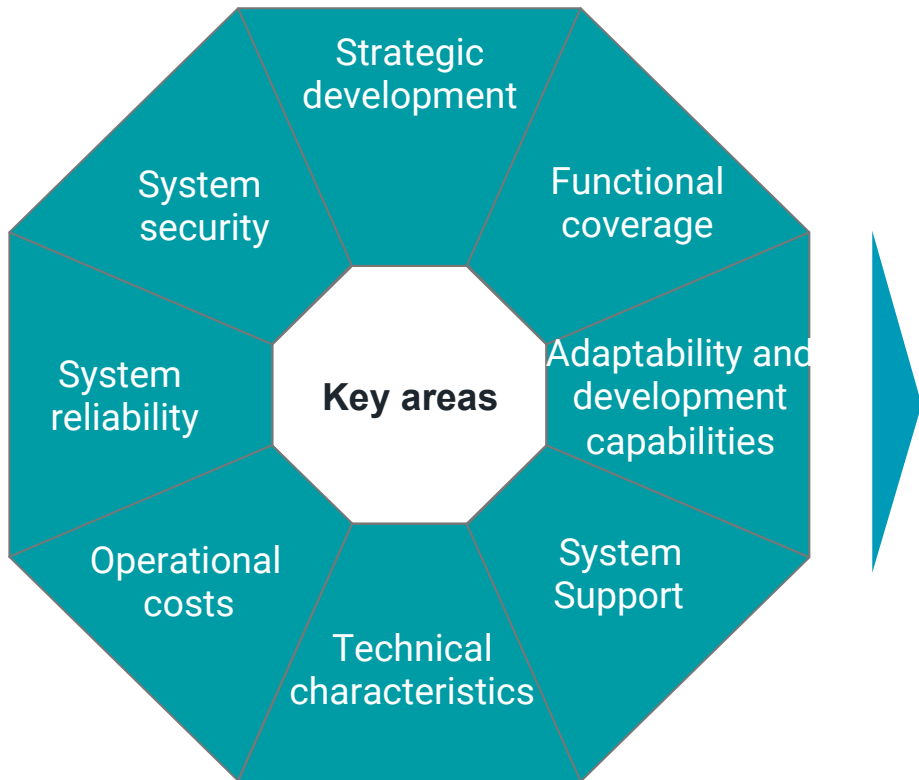 Strategic
development
Functional
coverage
Adaptability and
development
capabilities
System
Support
Technical
characteristics
Operational
costs
System
reliability
System
security
Key areas